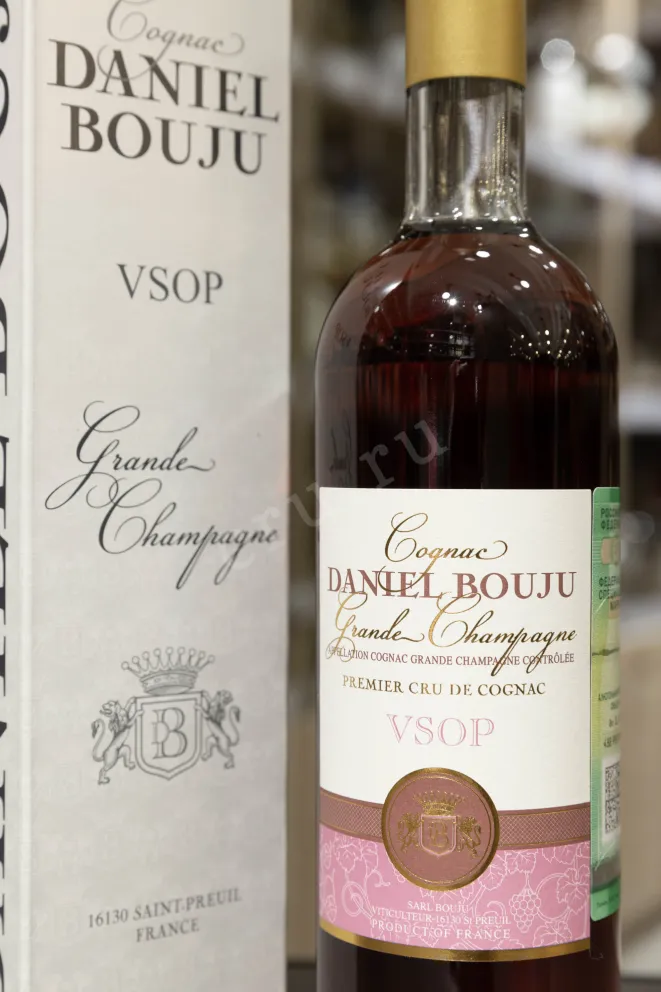 Cognac
DANIEL
BOUJU
VSOP
Grande
Champagne
B
16130 SAINT-PREUIL
FRANCE
Cognac
DANIEL BOUJU
Grande Champagne
APPELLATION COGNAC GRANDE CHAMPAGNE CONTRÔLÉE
PREMIER CRU DE COGNAC
VSOP
SARL BOUJU
VITICULTEUR-16130 St PREUIL
PRODUCT OF FRANCE